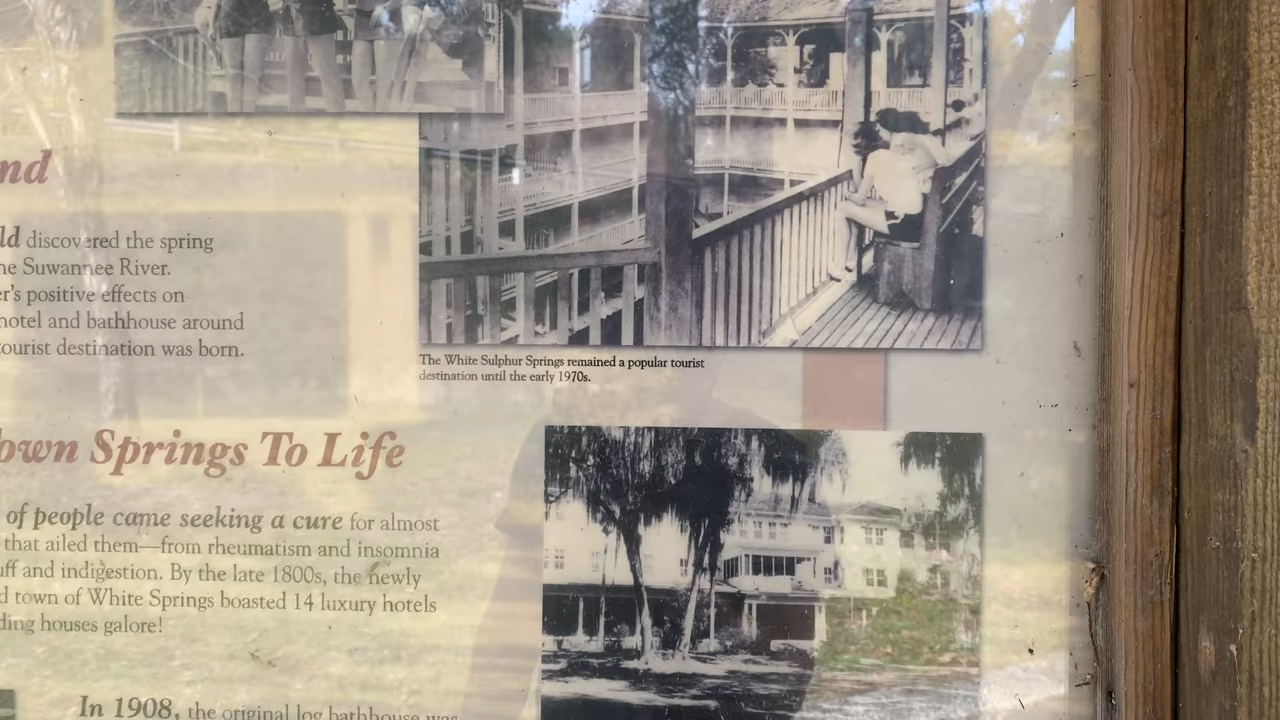 nd
ld discovered the spring
ne Suwannee River.
er's positive effects on
hotel and bathhouse around
tourist destination was born.
The White Sulphur Springs remained a popular tourist
destination until the early 1970s.
own Springs To Life
of people came seeking a cure for almost
that ailed them—from rheumatism and insomnia
uff and indigestion. By the late 1800s, the newly
d town of White Springs boasted 14 luxury hotels
ding houses galore!
In 1908, the original log bathhouse was